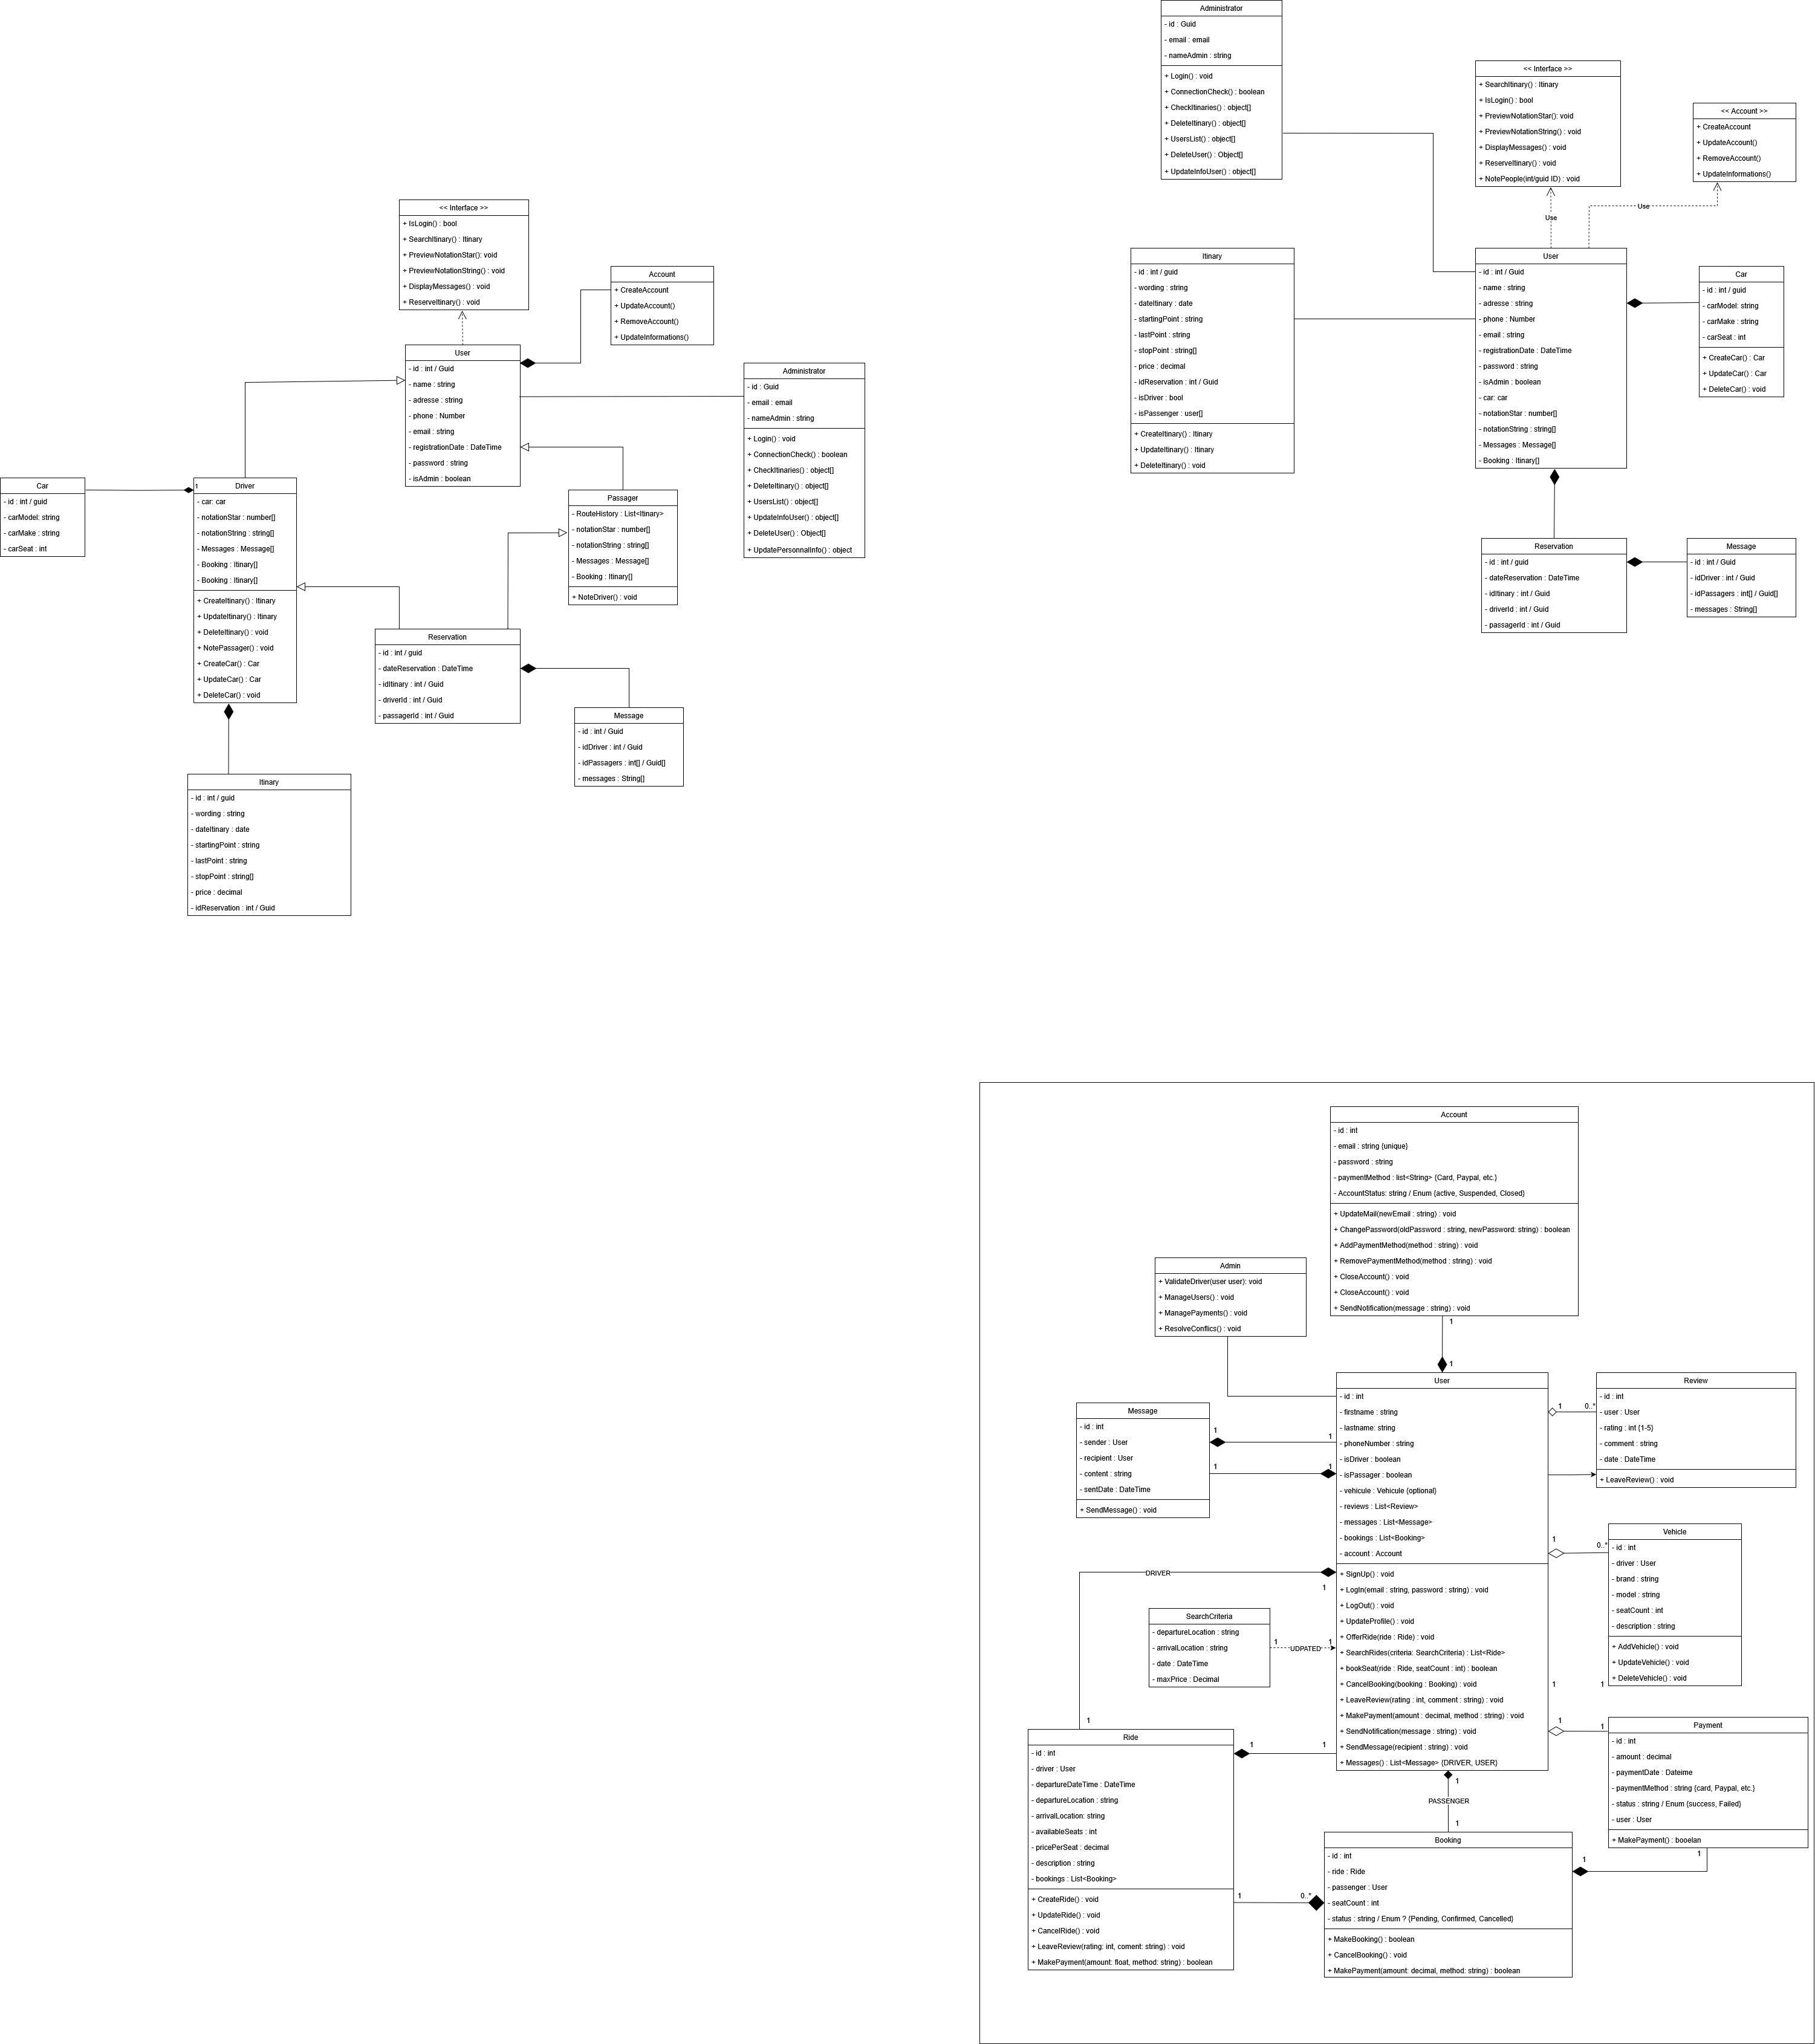 << Interface >>
+ IsLogin() : bool
+ SearchItinary() : Itinary
+ PreviewNotationStar(): void
+ PreviewNotationString() : void
+ DisplayMessages() : void
+ ReserveItinary() : void
Account
+ CreateAccount
+ UpdateAccount()
+ RemoveAccount()
+ UpdateInformations()
User
- id : int / Guid
- name : string
- adresse : string
- phone : Number
- email : string
- registrationDate : DateTime
- password : string
- isAdmin : boolean
Administrator
- id : Guid
- email : email
- nameAdmin : string
+ Login() : void
+ ConnectionCheck() : boolean
+ CheckItinaries() : object[]
+ DeleteItinary() : object[]
+ UsersList() : object[]
+ UpdateInfoUser() : object[]
+ DeleteUser() : Object[]
+ UpdatePersonnalInfo() : object
Car
- id : int / guid
- carModel: string
- carMake : string
- carSeat : int
1
Driver
- car: car
- notationStar : number[]
- notationString : string[]
- Messages : Message[]
- Booking : Itinary[]
- Booking : Itinary[]
+ CreateItinary() : Itinary
+ UpdateItinary() : Itinary
+ DeleteItinary() : void
+ NotePassager() : void
+ CreateCar() : Car
+ UpdateCar() : Car
+ DeleteCar() : void
Passager
- RouteHistory : List<Itinary>
- notationStar : number[]
- notationString : string[]
- Messages : Message[]
- Booking : Itinary[]
+ NoteDriver() : void
Reservation
- id : int / guid
- dateReservation : DateTime
- idItinary : int / Guid
- driverId : int / Guid
- passagerId : int / Guid
Message
- id : int / Guid
- idDriver : int / Guid
- idPassagers : int[] / Guid[]
- messages : String[]
Itinary
- id : int / guid
- wording : string
- dateItinary : date
- startingPoint : string
- lastPoint : string
- stopPoint : string[]
- price : decimal
- idReservation : int / Guid
Administrator
- id : Guid
- email : email
- nameAdmin : string
+ Login() : void
+ ConnectionCheck() : boolean
+ CheckItinaries() : object[]
+ DeleteItinary() : object[]
+ UsersList() : object[]
+ DeleteUser() : Object[]
+ UpdateInfoUser() : object[]
<< Interface >>
+ SearchItinary() : Itinary
+ IsLogin() : bool
+ PreviewNotationStar(): void
+ PreviewNotationString() : void
+ DisplayMessages() : void
+ ReserveItinary() : void
+ NotePeople(int/guid ID) : void
<< Account >>
+ CreateAccount
+ UpdateAccount()
+ RemoveAccount()
+ UpdateInformations()
Use
Use
Itinary
- id : int / guid
- wording : string
- dateItinary : date
- startingPoint : string
- lastPoint : string
- stopPoint : string[]
- price : decimal
- idReservation : int / Guid
- isDriver : bool
- isPassenger : user[]
+ CreateItinary() : Itinary
+ UpdateItinary() : Itinary
+ DeleteItinary() : void
User
- id : int / Guid
- name : string
- adresse : string
- phone : Number
- email : string
- registrationDate : DateTime
- password : string
- isAdmin : boolean
- car: car
- notationStar : number[]
- notationString : string[]
- Messages : Message[]
- Booking : Itinary[]
Car
- id : int / guid
- carModel: string
- carMake : string
- carSeat : int
+ CreateCar() : Car
+ UpdateCar() : Car
+ DeleteCar() : void
Reservation
- id : int / guid
- dateReservation : DateTime
- idItinary : int / Guid
- driverId : int / Guid
- passagerId : int / Guid
Message
- id : int / Guid
- idDriver : int / Guid
- idPassagers : int[] / Guid[]
- messages : String[]
Account
- id : int
- email : string {unique}
- password : string
- paymentMethod : list<String> {Card, Paypal, etc.}
- AccountStatus: string / Enum {active, Suspended, Closed}
+ UpdateMail(newEmail : string) : void
+ ChangePassword(oldPassword : string, newPassword: string) : boolean
+ AddPaymentMethod(method : string) : void
+ RemovePaymentMethod(method : string) : void
+ CloseAccount() : void
+ CloseAccount() : void
+ SendNotification(message : string) : void
1
1
Admin
+ ValidateDriver(user user): void
+ ManageUsers() : void
+ ManagePayments() : void
+ ResolveConflics() : void
Message
- id : int
- sender : User
- recipient : User
- content : string
- sentDate : DateTime
+ SendMessage() : void
1
1
1
1
User
- id : int
- firstname : string
- lastname: string
- phoneNumber : string
- isDriver : boolean
- isPassager : boolean
- vehicule : Vehicule {optional}
- reviews : List<Review>
- messages : List<Message>
- bookings : List<Booking>
- account : Account
+ SignUp() : void
+ LogIn(email : string, password : string) : void
+ LogOut() : void
+ UpdateProfile() : void
+ OfferRide(ride : Ride) : void
+ SearchRides(criteria: SearchCriteria) : List<Ride>
+ bookSeat(ride : Ride, seatCount : int) : boolean
+ CancelBooking(booking : Booking) : void
+ LeaveReview(rating : int, comment : string) : void
+ MakePayment(amount : decimal, method : string) : void
+ SendNotification(message : string) : void
+ SendMessage(recipient : string) : void
+ Messages() : List<Message> {DRIVER, USER}
1
0..*
Review
- id : int
- user : User
- rating : int {1-5}
- comment : string
- date : DateTime
+ LeaveReview() : void
1
0..*
Vehicle
- id : int
- driver : User
- brand : string
- model : string
- seatCount : int
- description : string
+ AddVehicle() : void
+ UpdateVehicle() : void
+ DeleteVehicle() : void
DRIVER
1
1
SearchCriteria
- departureLocation : string
- arrivalLocation : string
- date : DateTime
- maxPrice : Decimal
1
UDPATED
1
1
1
1
1
Payment
- id : int
- amount : decimal
- paymentDate : Dateime
- paymentMethod : string {card, Paypal, etc.}
- status : string / Enum {success, Failed}
- user : User
+ MakePayment() : booelan
Ride
- id : int
- driver : User
- departureDateTime : DateTime
- departureLocation : string
- arrivalLocation: string
- availableSeats : int
- pricePerSeat : decimal
- description : string
- bookings : List<Booking>
+ CreateRide() : void
+ UpdateRide() : void
+ CancelRide() : void
+ LeaveReview(rating: int, coment: string) : void
+ MakePayment(amount: float, method: string) : boolean
1
1
1
PASSENGER
1
1
0..*
Booking
- id : int
- ride : Ride
- passenger : User
- seatCount : int
- status : string / Enum ? {Pending, Confirmed, Cancelled}
+ MakeBooking() : boolean
+ CancelBooking() : void
+ MakePayment(amount: decimal, method: string) : boolean
1
1